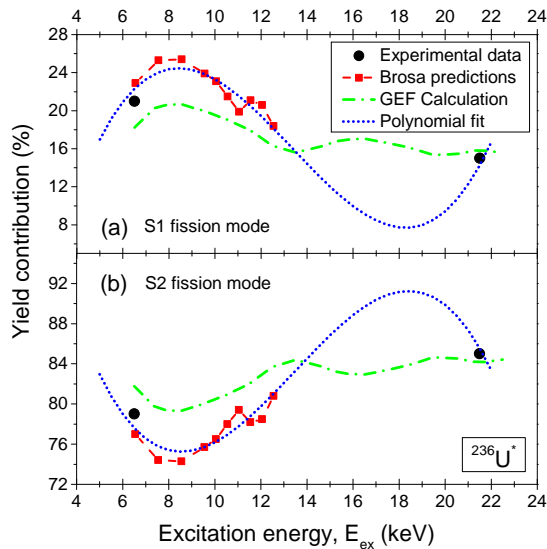 4 6 8 10 12 14 16 18 20 22 24
28
24
20
16
12
8
Experimental data
Brosa predictions
GEF Calculation
Polynomial fit
(a) S1 fission mode
Yield contribution (%)
(b) S2 fission mode
92
88
84
80
76
72
²³⁶U*
4 6 8 10 12 14 16 18 20 22 24
Excitation energy, Eₑₓ (keV)